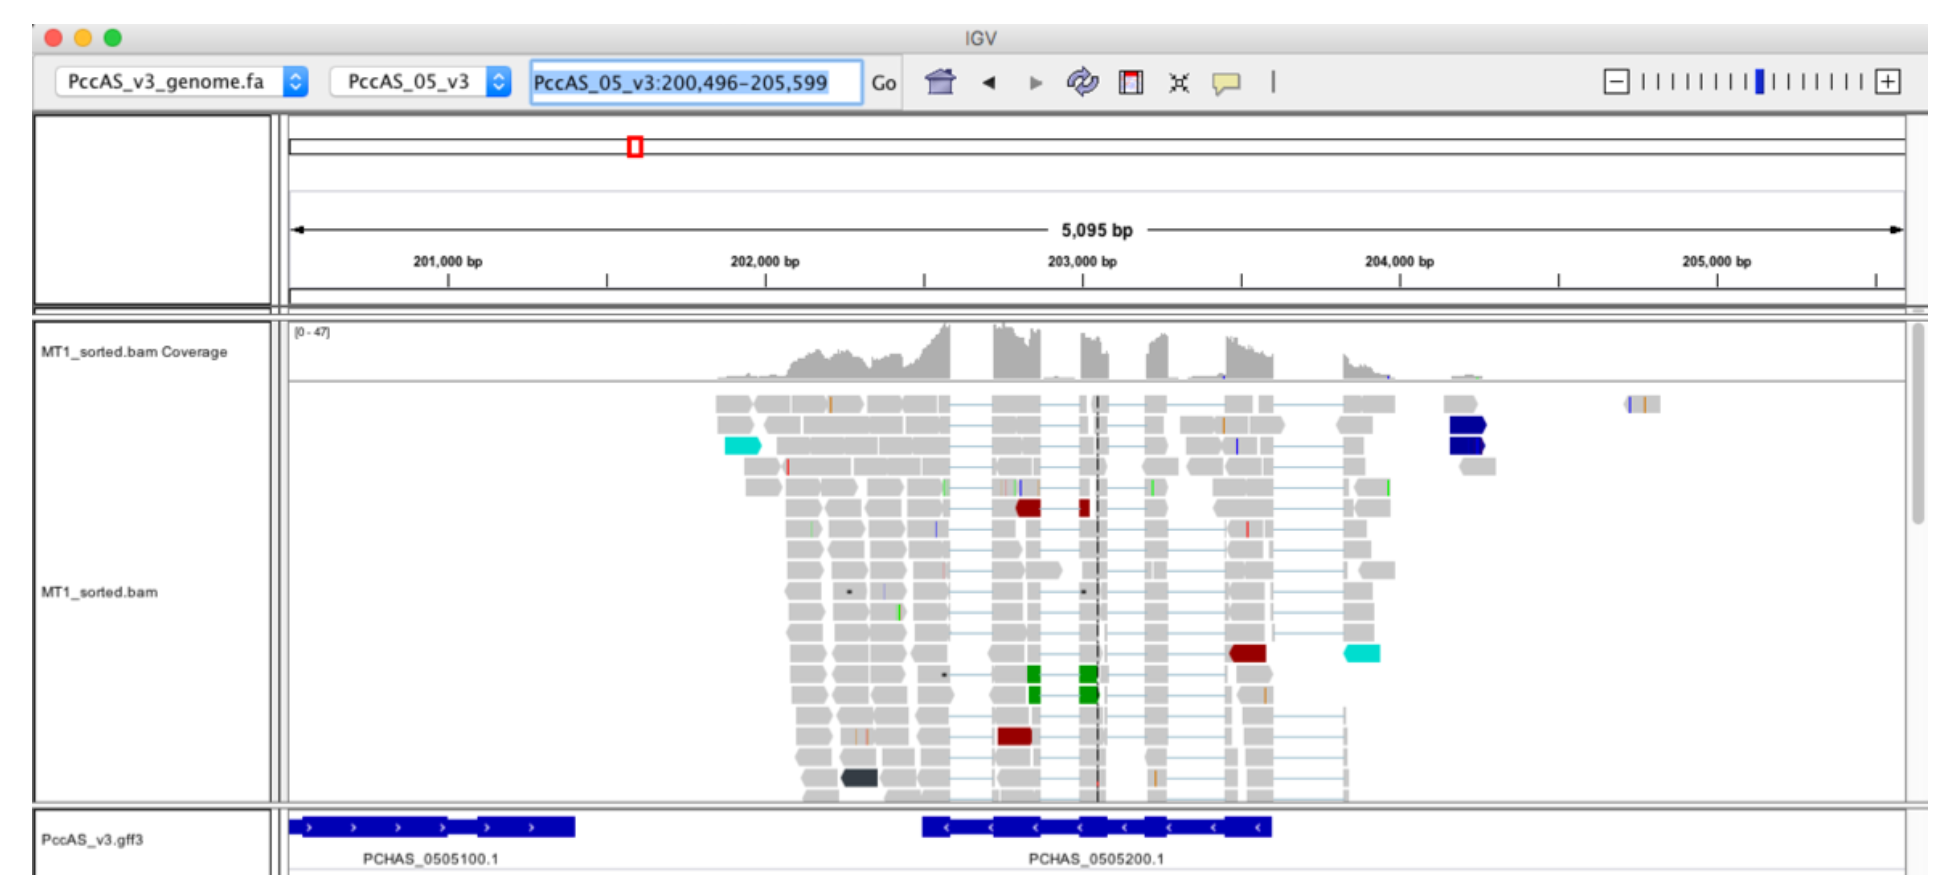 IGV
PccAS_v3_genome.fa PccAS_05_v3 PccAS_05_v3:200,496-205,599 Go
5,095 bp
201,000 bp 202,000 bp 203,000 bp 204,000 bp 205,000 bp
[0 - 47]
MT1_sorted.bam Coverage
MT1_sorted.bam
PccAS_v3.gff3
PCHAS_0505100.1 PCHAS_0505200.1